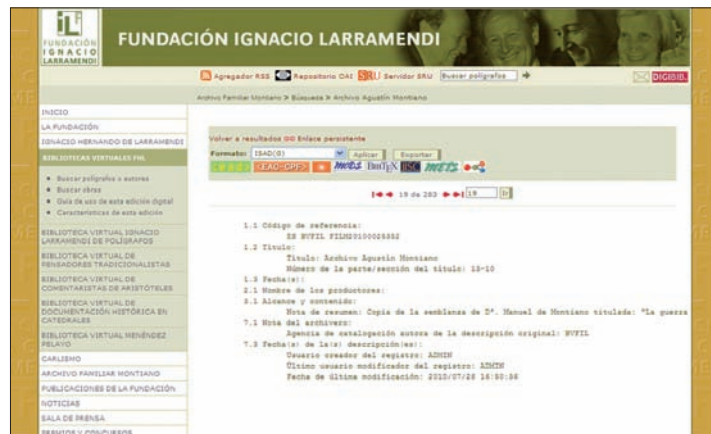 FUNDACIÓN
IGNACIO
LARRAMENDI
FUNDACIÓN IGNACIO LARRAMENDI
Agregador RSS Repositorio OAI SRU Servidor SRU Buscar polígrafos DIGIBIB
Archivo Familiar Montiano > Búsqueda > Archivo Agustín Montiano
INICIO
LA FUNDACIÓN
IGNACIO HERNANDO DE LARRAMENDI
BIBLIOTECAS VIRTUALES FHL
Buscar polígrafos o autores
Buscar obras
Guía de uso de esta edición digital
Características de esta edición
BIBLIOTECA VIRTUAL IGNACIO
LARRAMENDI DE POLÍGRAFOS
BIBLIOTECA VIRTUAL DE
PENSADORES TRADICIONALISTAS
BIBLIOTECA VIRTUAL DE
COMENTARISTAS DE ARISTÓTELES
BIBLIOTECA VIRTUAL DE
DOCUMENTACIÓN HISTÓRICA EN
CATEDRALES
BIBLIOTECA VIRTUAL MENÉNDEZ
PELAYO
CARLISMO
ARCHIVO FAMILIAR MONTIANO
PUBLICACIONES DE LA FUNDACIÓN
NOTICIAS
SALA DE PRENSA
PREMIOS Y CONCURSOS
Volver a resultados Enlace persistente
Formato: ISAD(G) Aplicar Exportar
<EAC-CPF> mods BibTeX METS
19 de 283 19
1.1 Código de referencia:
ES BVFIL FILH20100026352
1.2 Título:
Título: Archivo Agustín Montiano
Número de la parte/sección del título: 13-10
1.3 Fecha(s):
2.1 Nombre de los productores:
3.1 Alcance y contenido:
Nota de resumen: Copia de la semblanza de Dª. Manuel de Montiano titulada: "La guerra
7.1 Nota del archivero:
Agencia de catalogación autora de la descripción original: BVFIL
7.3 Fecha(s) de la(s) descripción(es):
Usuario creador del registro: ADMIN
Último usuario modificador del registro: ADMIN
Fecha de última modificación: 2010/07/28 16:50:56